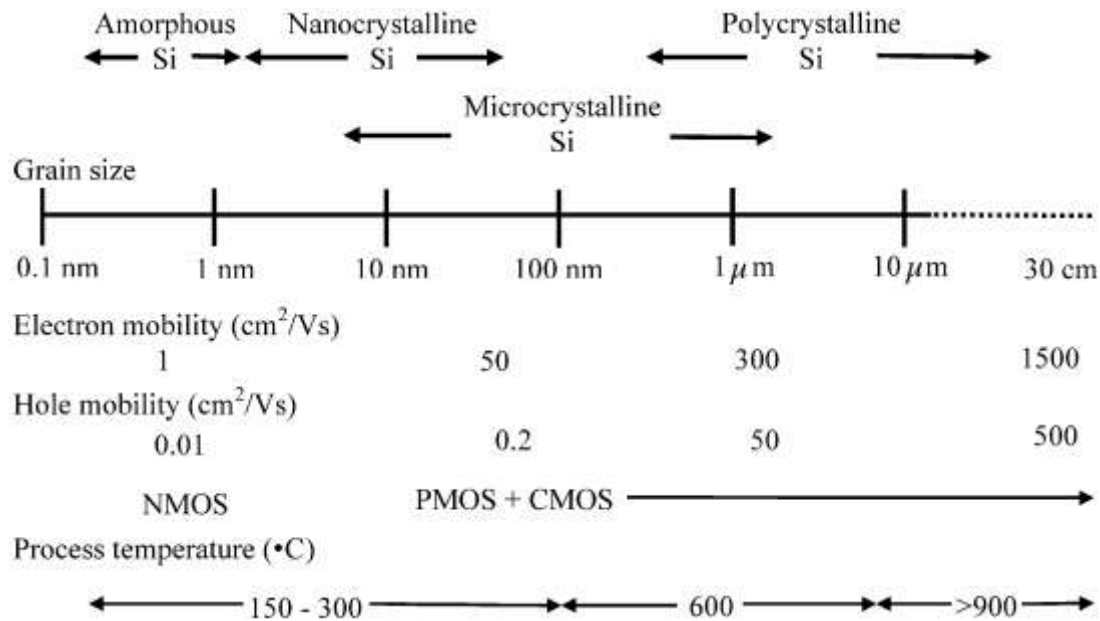 Amorphous Nanocrystalline Polycrystalline
Si Si Si
Microcrystalline
Si
Grain size
0.1 nm 1 nm 10 nm 100 nm 1 μm 10 μm 30 cm
Electron mobility (cm²/Vs)
1 50 300 1500
Hole mobility (cm²/Vs)
0.01 0.2 50 500
NMOS PMOS + CMOS
Process temperature (•C)
150 - 300 600 >900